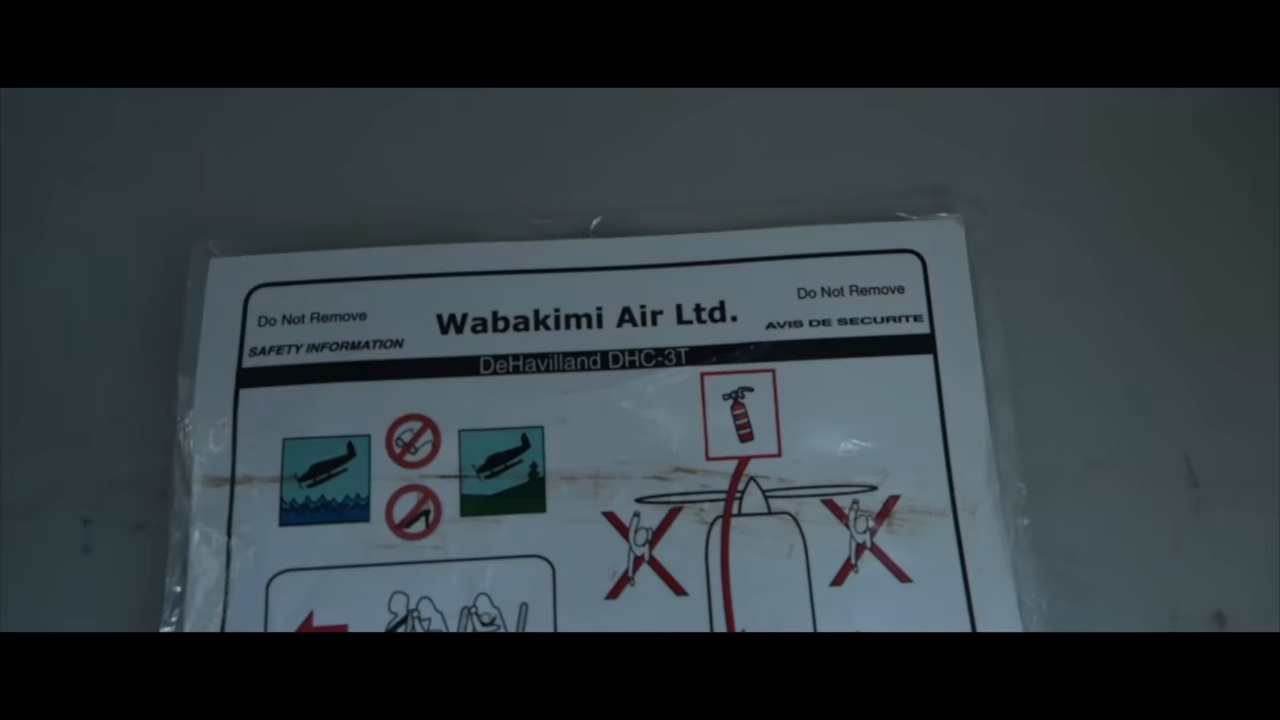 Do Not Remove
Wabakimi Air Ltd.
Do Not Remove
SAFETY INFORMATION
AVIS DE SECURITE
DeHavilland DHC-3T